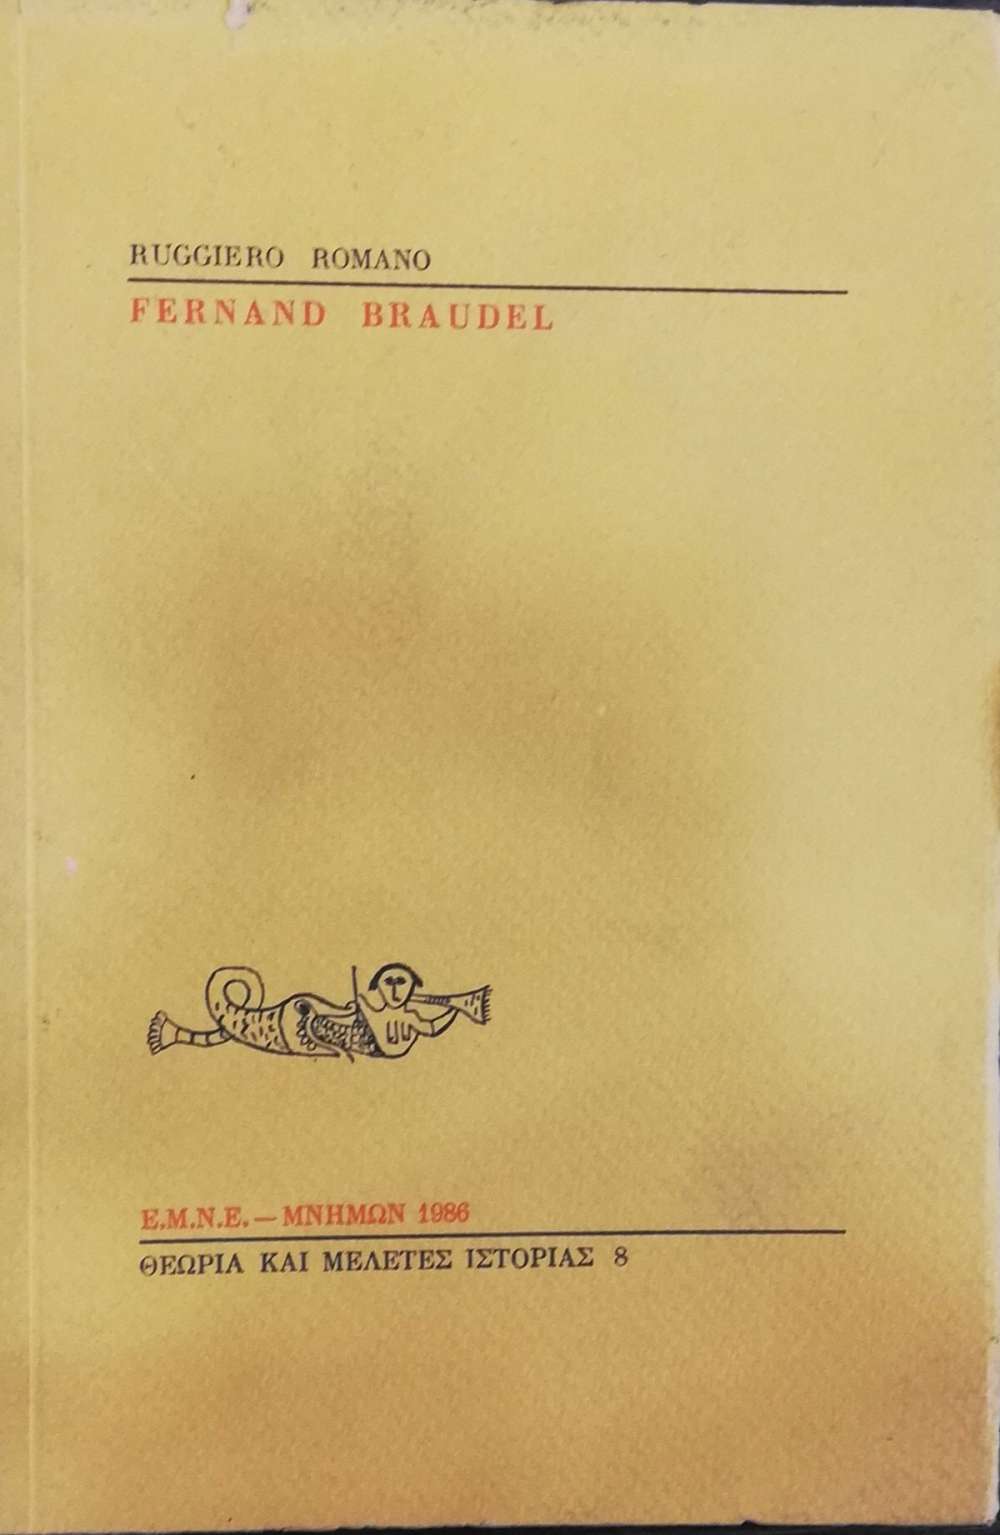 RUGGIERO ROMANO
FERNAND BRAUDEL
Ε.Μ.Ν.Ε. — ΜΝΗΜΩΝ 1986
ΘΕΩΡΙΑ ΚΑΙ ΜΕΛΕΤΕΣ ΙΣΤΟΡΙΑΣ 8